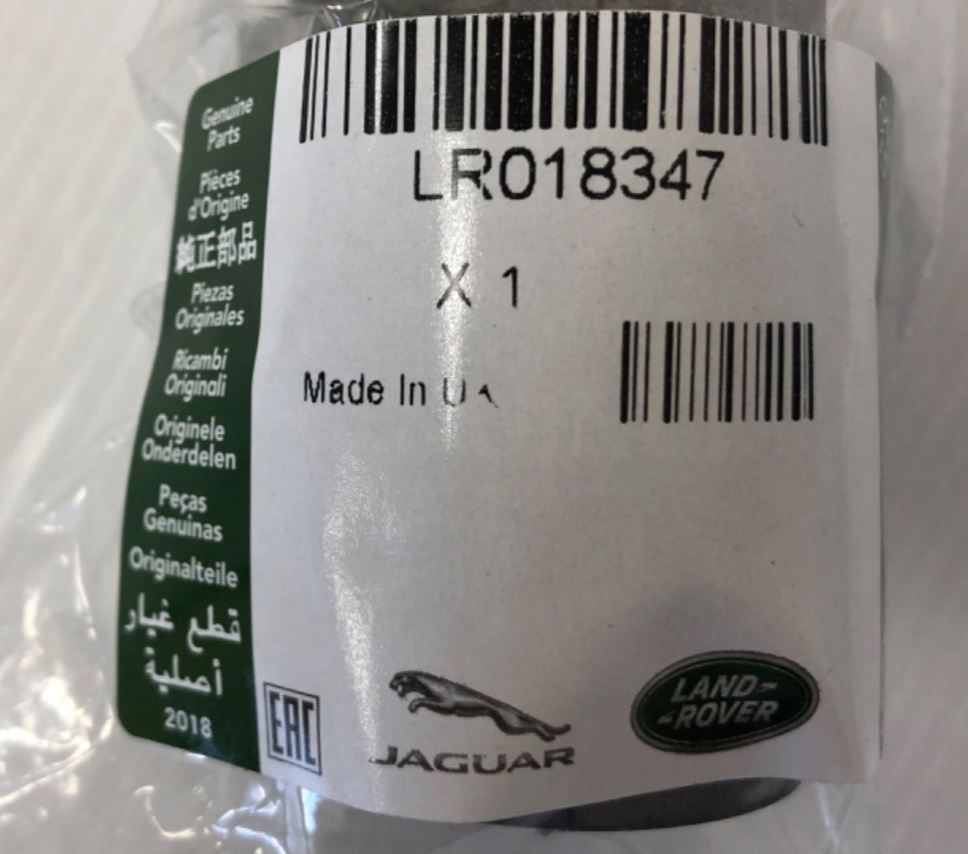 Genuine
Parts
Pièces
d'Origine
純正部品
Piezas
Originales
Ricambi
Originali
Originele
Onderdelen
Peças
Genuinas
Originalteile
قطع غيار
أصلية
2018
LR018347
X 1
Made In
EAC
JAGUAR
LAND-
-ROVER